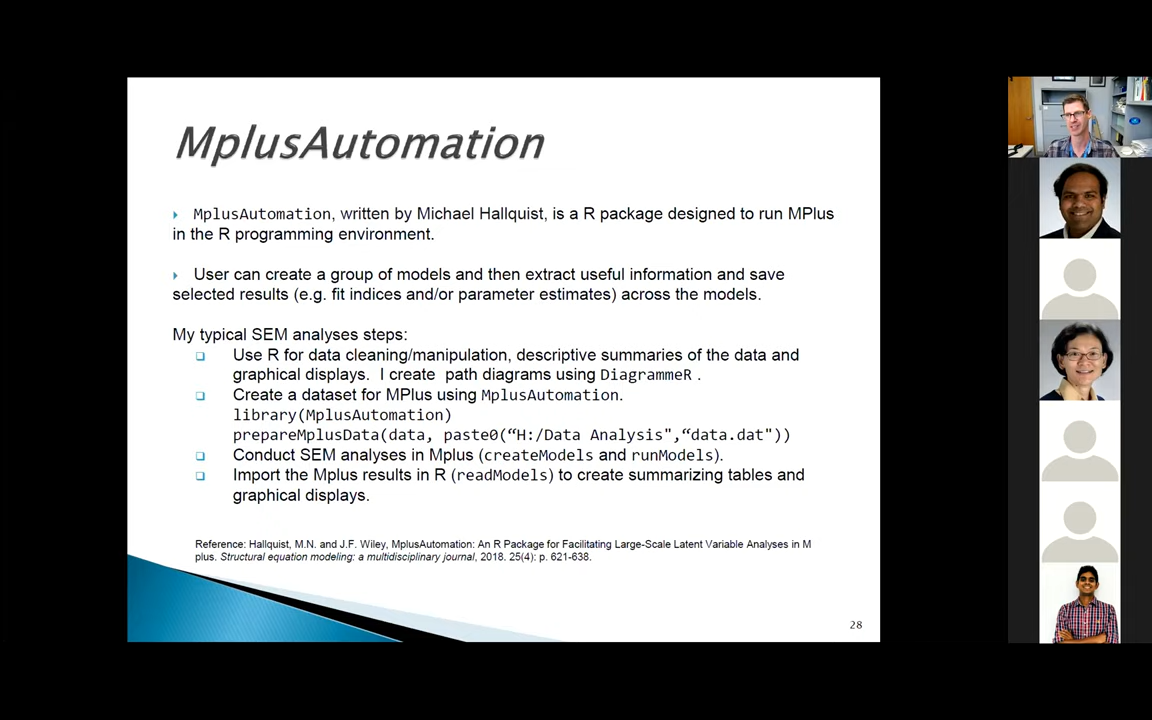 MplusAutomation
MplusAutomation, written by Michael Hallquist, is a R package designed to run MPlus
in the R programming environment.
User can create a group of models and then extract useful information and save
selected results (e.g. fit indices and/or parameter estimates) across the models.
My typical SEM analyses steps:
Use R for data cleaning/manipulation, descriptive summaries of the data and
graphical displays.  I create  path diagrams using DiagrammeR .
Create a dataset for MPlus using MplusAutomation.
library(MplusAutomation)
prepareMplusData(data, paste0(“H:/Data Analysis",“data.dat"))
Conduct SEM analyses in Mplus (createModels and runModels).
Import the Mplus results in R (readModels) to create summarizing tables and
graphical displays.
Reference: Hallquist, M.N. and J.F. Wiley, MplusAutomation: An R Package for Facilitating Large-Scale Latent Variable Analyses in M
plus. Structural equation modeling: a multidisciplinary journal, 2018. 25(4): p. 621-638.
28